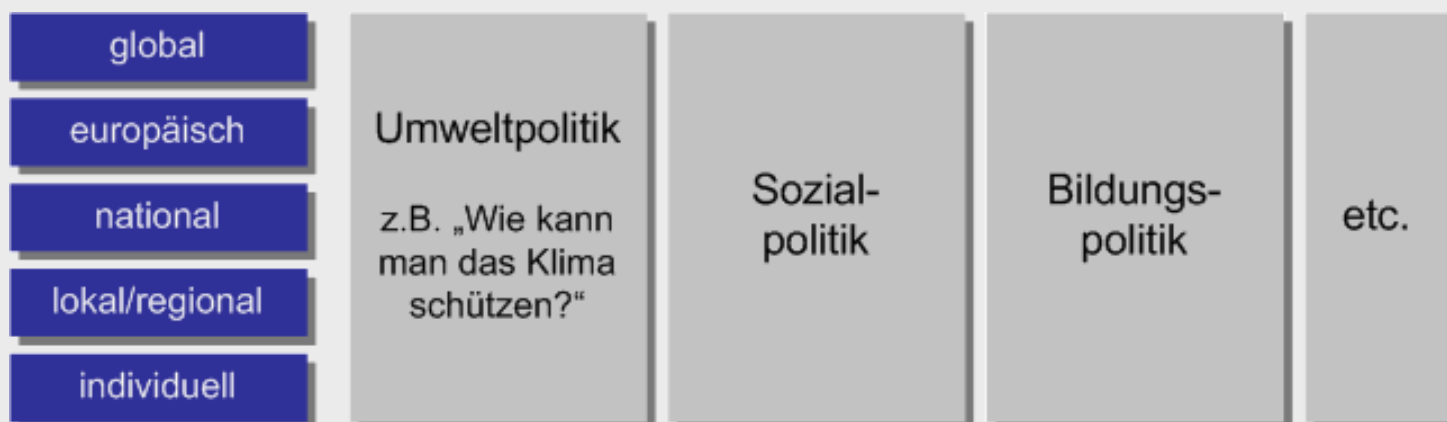 global
europäisch
national
lokal/regional
individuell
Umweltpolitik
z.B. „Wie kann
man das Klima
schützen?“
Sozial-
politik
Bildungs-
politik
etc.